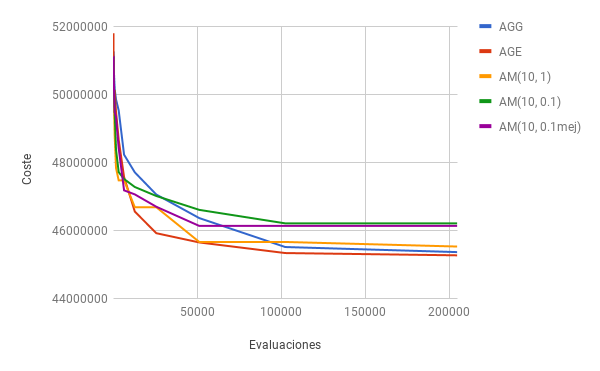 52000000
50000000
48000000
46000000
44000000
Coste
50000
100000
150000
200000
Evaluaciones
AGG
AGE
AM(10, 1)
AM(10, 0.1)
AM(10, 0.1mej)